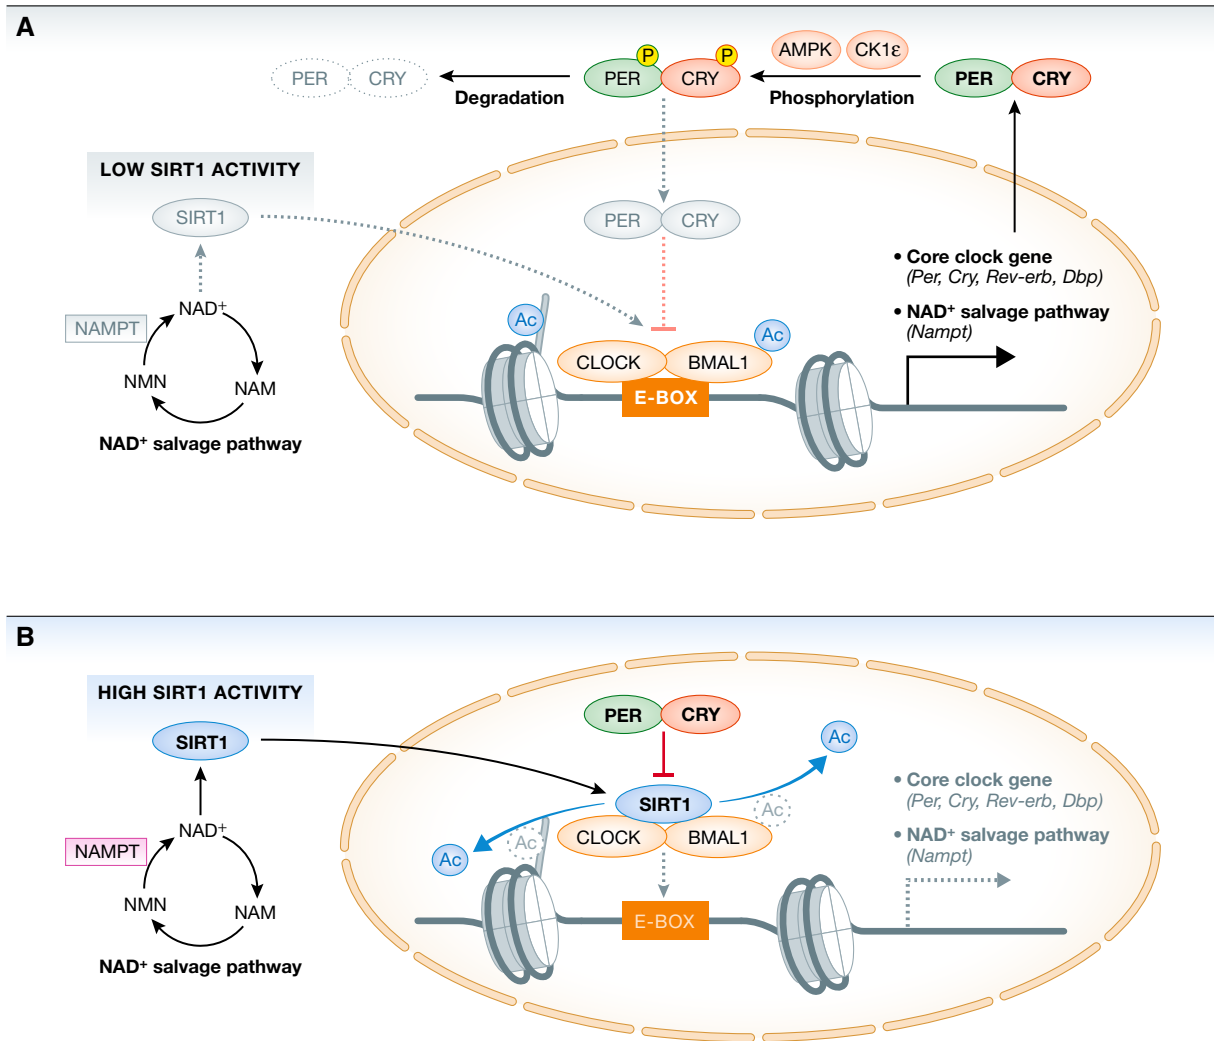 A
AMPK
CK1ε
P
P
PER
CRY
PER
CRY
PER
CRY
Degradation
Phosphorylation
LOW SIRT1 ACTIVITY
SIRT1
PER
CRY
• Core clock gene
(Per, Cry, Rev-erb, Dbp)
• NAD+ salvage pathway
(Nampt)
NAD+
NAMPT
NMN
NAM
NAD+ salvage pathway
Ac
Ac
CLOCK
BMAL1
E-BOX
B
HIGH SIRT1 ACTIVITY
SIRT1
PER
CRY
Ac
• Core clock gene
(Per, Cry, Rev-erb, Dbp)
• NAD+ salvage pathway
(Nampt)
SIRT1
Ac
CLOCK
BMAL1
Ac
Ac
NAD+
NAMPT
NMN
NAM
NAD+ salvage pathway
E-BOX